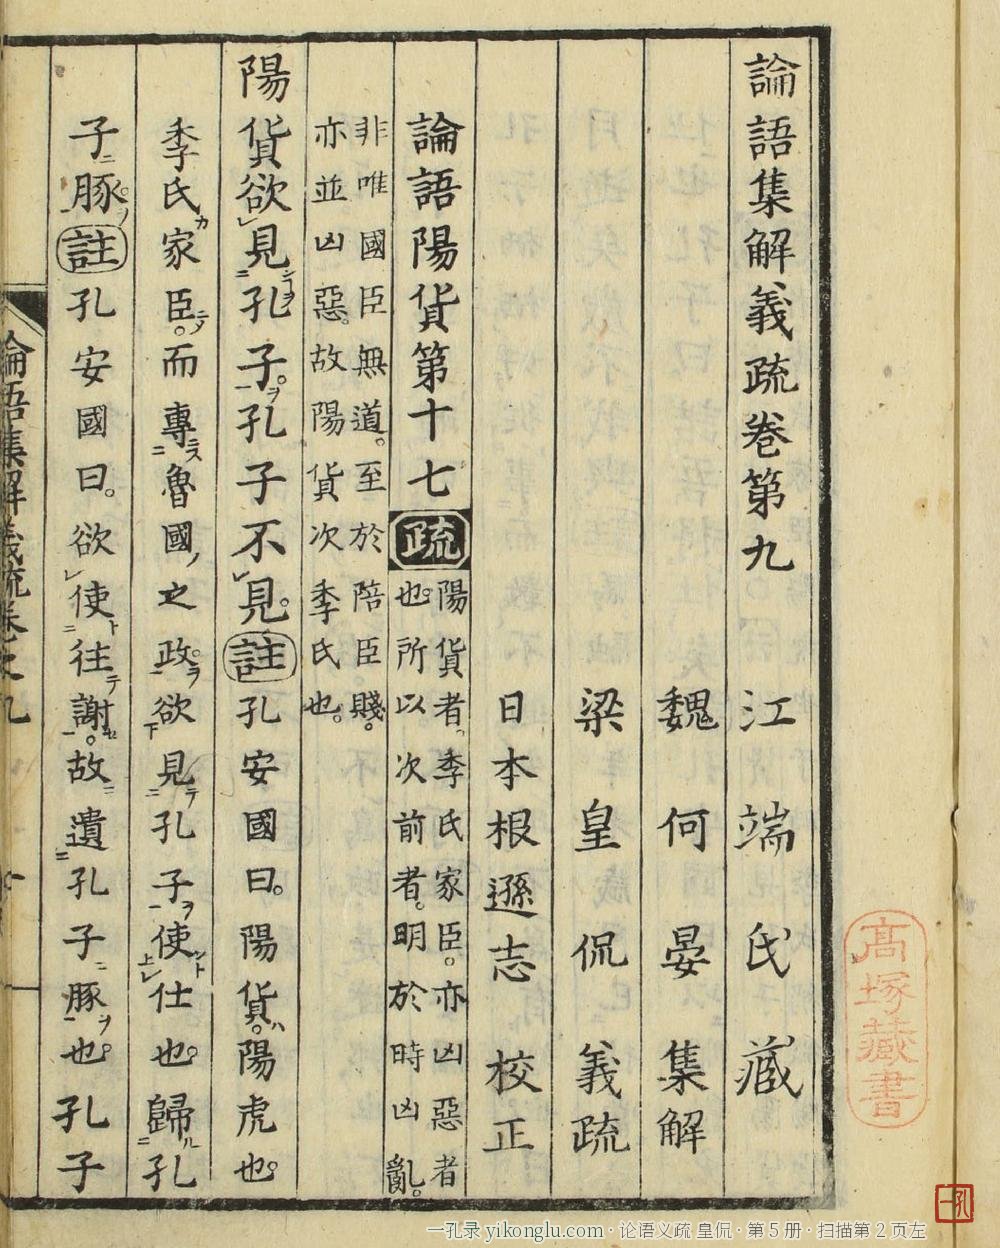 論語集解義疏卷第九 江端氏藏
魏何晏集解
梁皇侃義疏
日本根遜志校正
論語陽貨第十七 疏 陽貨者季氏家臣。亦凶惡者
也所以次前者。明於時凶亂。
非唯國臣無道。至於陪臣賤。
亦並凶惡。故陽貨次季氏也。
陽貨欲見孔子。孔子不見。註孔安國曰。陽貨。陽虎也
季氏家臣。而專魯國之政。欲見孔子使仕也。歸孔
子豚。註孔安國曰。欲使往謝。故遺孔子豚也。孔子
論語集解義疏卷之九
高塚藏書
一孔
一孔录 yikonglu.com · 论语义疏 皇侃 · 第 5 册 · 扫描第 2 页左